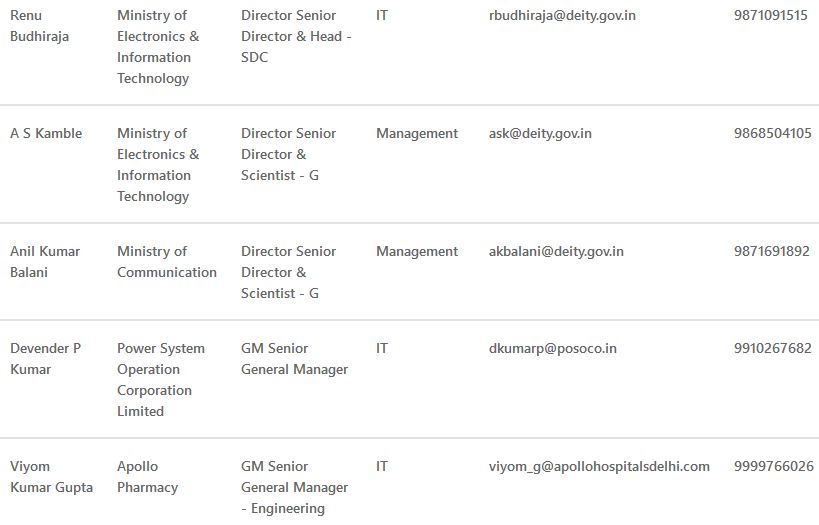 Renu Budhiraja
Ministry of Electronics & Information Technology
Director Senior Director & Head - SDC
IT
rbudhiraja@deity.gov.in
9871091515
A S Kamble
Ministry of Electronics & Information Technology
Director Senior Director & Scientist - G
Management
ask@deity.gov.in
9868504105
Anil Kumar Balani
Ministry of Communication
Director Senior Director & Scientist - G
Management
akbalani@deity.gov.in
9871691892
Devender P Kumar
Power System Operation Corporation Limited
GM Senior General Manager
IT
dkumarp@posoco.in
9910267682
Viyom Kumar Gupta
Apollo Pharmacy
GM Senior General Manager - Engineering
IT
viyom_g@apollohospitalsdelhi.com
9999766026